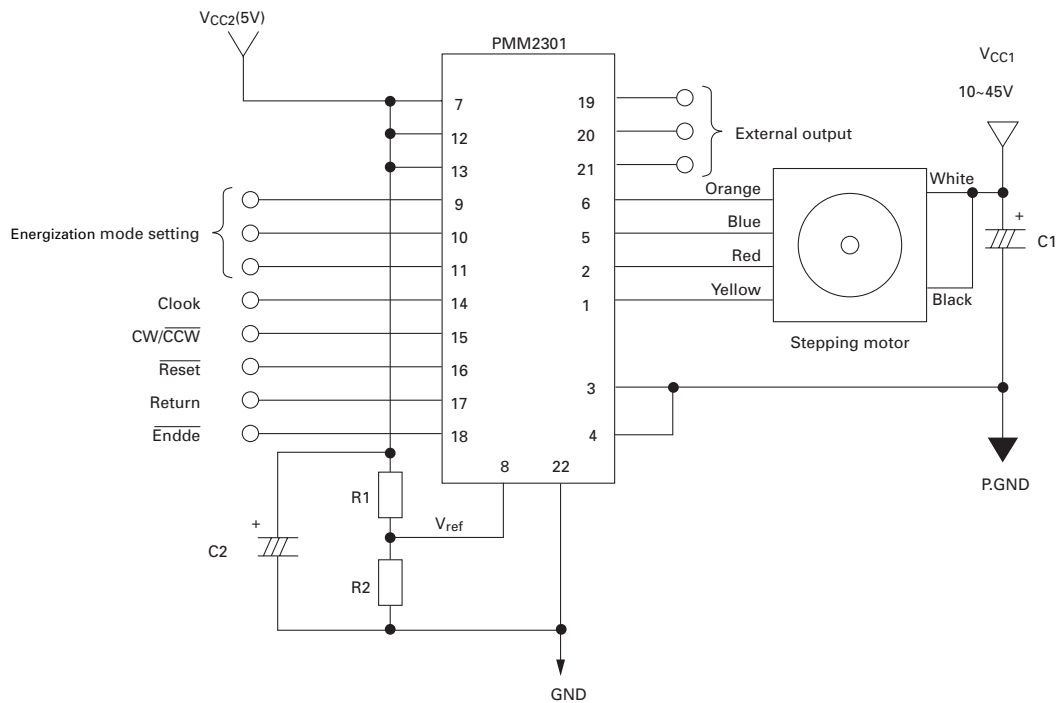 VCC2(5V)
PMM2301
VCC1
10~45V
7
12
13
Energization mode setting
9
10
11
Clook
14
CW/CCW
15
Reset
16
Return
17
Endde
18
19
20
21
External output
6
Orange
5
Blue
2
Red
1
Yellow
White
Black
Stepping motor
+
C1
3
4
P.GND
8
22
R1
Vref
+
C2
R2
GND